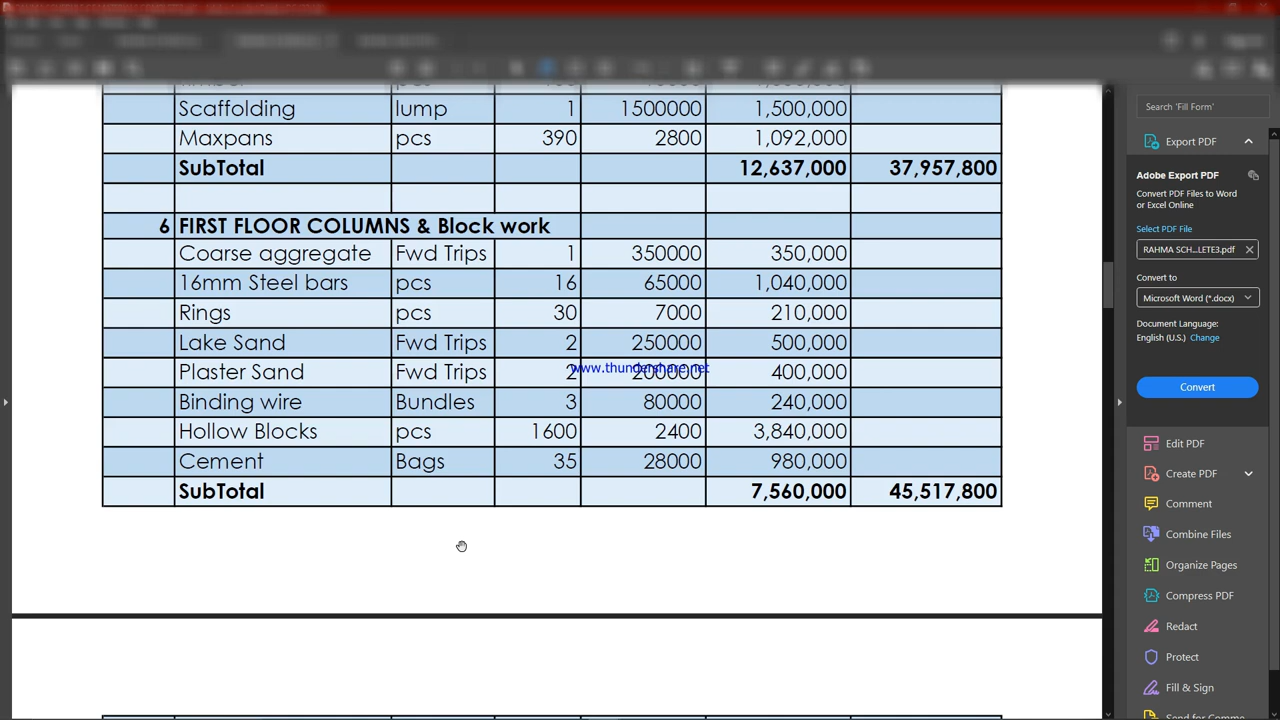 Scaffolding lump 1 1500000 1,500,000
Maxpans pcs 390 2800 1,092,000
SubTotal 12,637,000 37,957,800
6 FIRST FLOOR COLUMNS & Block work
Coarse aggregate Fwd Trips 1 350000 350,000
16mm Steel bars pcs 16 65000 1,040,000
Rings pcs 30 7000 210,000
Lake Sand Fwd Trips 2 250000 500,000
Plaster Sand Fwd Trips 2 200000 400,000
www.thundershare.net
Binding wire Bundles 3 80000 240,000
Hollow Blocks pcs 1600 2400 3,840,000
Cement Bags 35 28000 980,000
SubTotal 7,560,000 45,517,800
Search 'Fill Form'
Export PDF
Adobe Export PDF
Convert PDF Files to Word
or Excel Online
Select PDF File
RAHMA SCH...LETE3.pdf
Convert to
Microsoft Word (*.docx)
Document Language:
English (U.S.) Change
Convert
Edit PDF
Create PDF
Comment
Combine Files
Organize Pages
Compress PDF
Redact
Protect
Fill & Sign